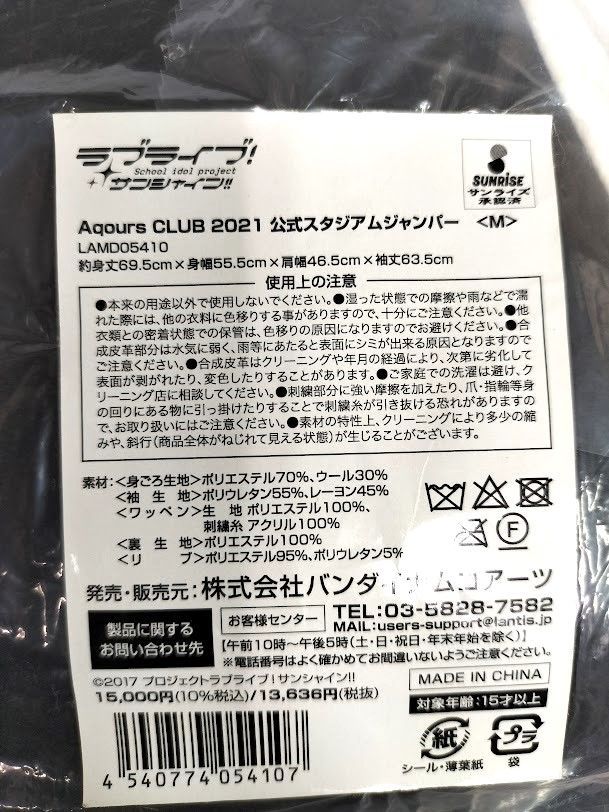 ラブライブ!
School idol project
サンシャイン!!
SUNRISE
サンライズ
承認済
Aqours CLUB 2021 公式スタジアムジャンパー <M>
LAMD05410
約身丈69.5cm×身幅55.5cm×肩幅46.5cm×袖丈63.5cm
使用上の注意
●本来の用途以外で使用しないでください。●湿った状態での摩擦や雨などで濡
れた際には、他の衣料に色移りする事がありますので、十分にご注意ください。●他
衣類との密着状態での保管は、色移りの原因になりますのでお避けください。●合
成皮革部分は水気に弱く、雨等にあたると表面にシミが出来る原因となりますので
ご注意ください。●合成皮革はクリーニングや年月の経過により、次第に劣化して
表面が剥がれたり、変色したりすることがあります。●ご家庭での洗濯は避け、ク
リーニング店に相談してください。●刺繍部分に強い摩擦を加えたり、爪・指輪等身
の回りにある物に引っ掛けたりすることで刺繍糸が引き抜ける恐れがありますの
で、お取り扱いにはご注意ください。●素材の特性上、クリーニングにより多少の縮
みや、斜行(商品全体がねじれて見える状態)が生じることがございます。
素材:<身ごろ生地>ポリエステル70%、ウール30%
<袖 生 地>ポリウレタン55%、レーヨン45%
<ワッペン>生 地 ポリエステル100%、
刺繍糸 アクリル100%
<裏 生 地>ポリエステル100%
<リ ブ>ポリエステル95%、ポリウレタン5%
F
発売・販売元:株式会社バンダイナムコアーツ
製品に関する
お問い合わせ先
お客様センター
TEL:03-5828-7582
MAIL:users-support@lantis.jp
【午前10時〜午後5時(土・日・祝日・年末年始を除く)】
※電話番号はよく確かめてお間違いないようご注意ください。
©2017 プロジェクトラブライブ!サンシャイン!!
15,000円(10%税込)/13,636円(税抜)
MADE IN CHINA
対象年齢:15才以上
4 540774 054107
紙
シール・薄葉紙
プラ
袋